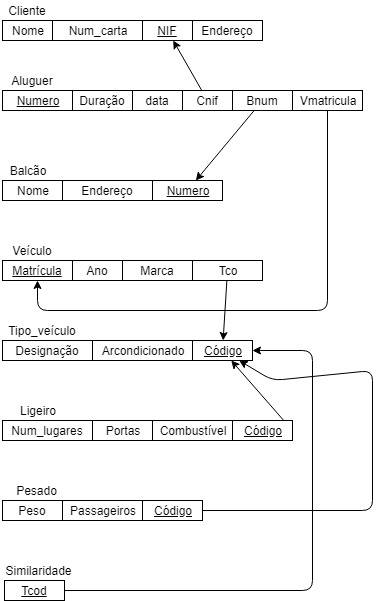 Cliente
Nome Num_carta NIF Endereço
Aluguer
Numero Duração data Cnif Bnum Vmatricula
Balcão
Nome Endereço Numero
Veículo
Matrícula Ano Marca Tco
Tipo_veículo
Designação Arcondicionado Código
Ligeiro
Num_lugares Portas Combustível Código
Pesado
Peso Passageiros Código
Similaridade
Tcod